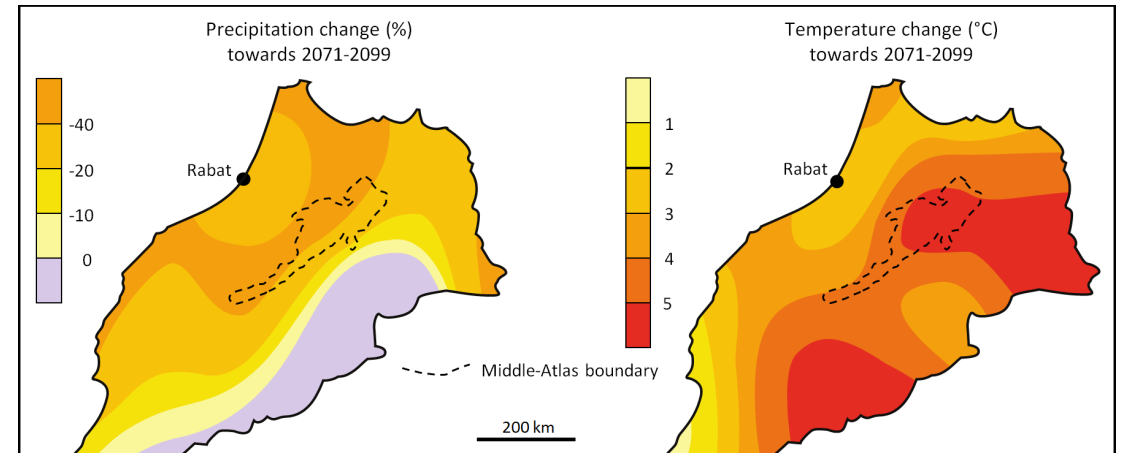 Precipitation change (%)
towards 2071-2099
-40
-20
-10
0
Rabat
Temperature change (°C)
towards 2071-2099
1
2
3
4
5
Rabat
Middle-Atlas boundary
200 km